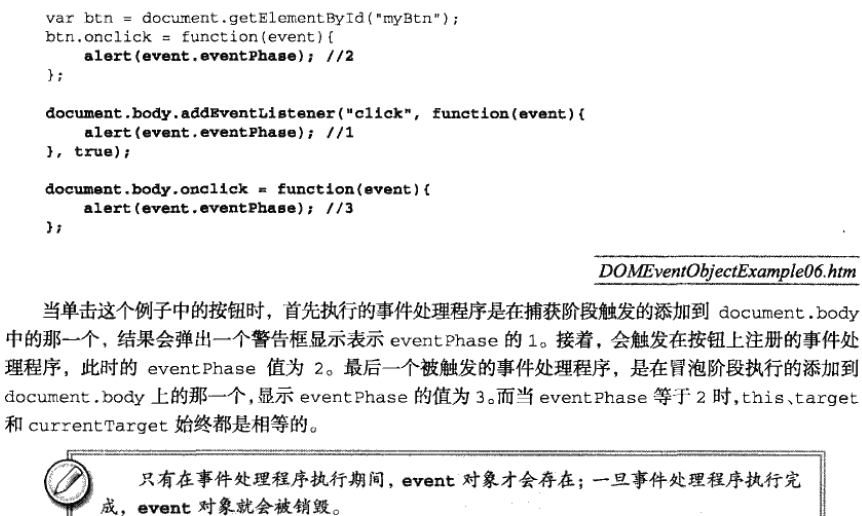 var btn = document.getElementById("myBtn");
btn.onclick = function(event){
alert(event.eventPhase); //2
};
document.body.addEventListener("click", function(event){
alert(event.eventPhase); //1
}, true);
document.body.onclick = function(event){
alert(event.eventPhase); //3
};
DOMEventObjectExample06.htm
当单击这个例子中的按钮时，首先执行的事件处理程序是在捕获阶段触发的添加到 document.body
中的那一个，结果会弹出一个警告框显示表示 eventPhase 的 1。接着，会触发在按钮上注册的事件处
理程序，此时的 eventPhase 值为 2。最后一个被触发的事件处理程序，是在冒泡阶段执行的添加到
document.body 上的那一个，显示 eventPhase 的值为 3。而当 eventPhase 等于 2 时，this、target
和 currentTarget 始终都是相等的。
只有在事件处理程序执行期间，event 对象才会存在；一旦事件处理程序执行完
成，event 对象就会被销毁。